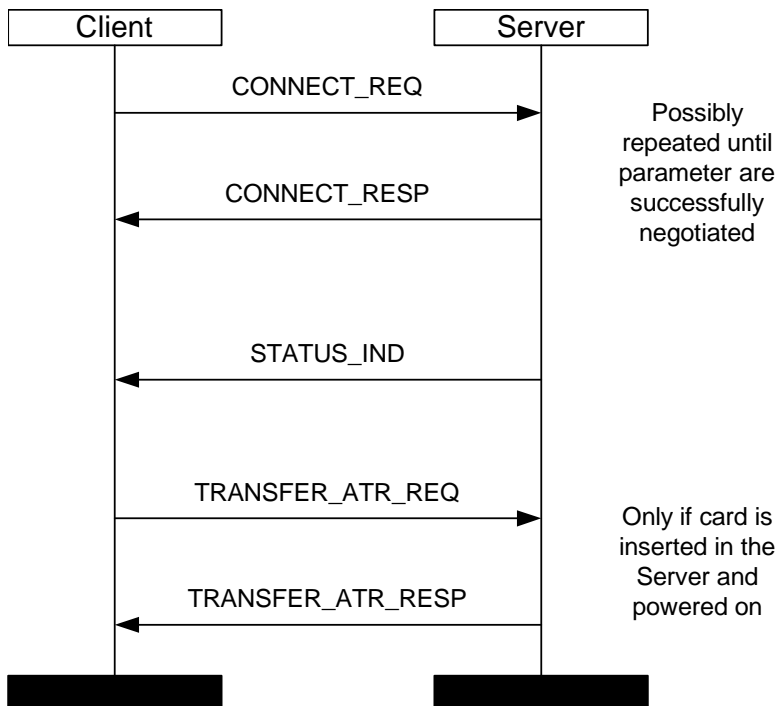 Client
Server
CONNECT_REQ
Possibly
repeated until
parameter are
successfully
negotiated
CONNECT_RESP
STATUS_IND
TRANSFER_ATR_REQ
Only if card is
inserted in the
Server and
powered on
TRANSFER_ATR_RESP